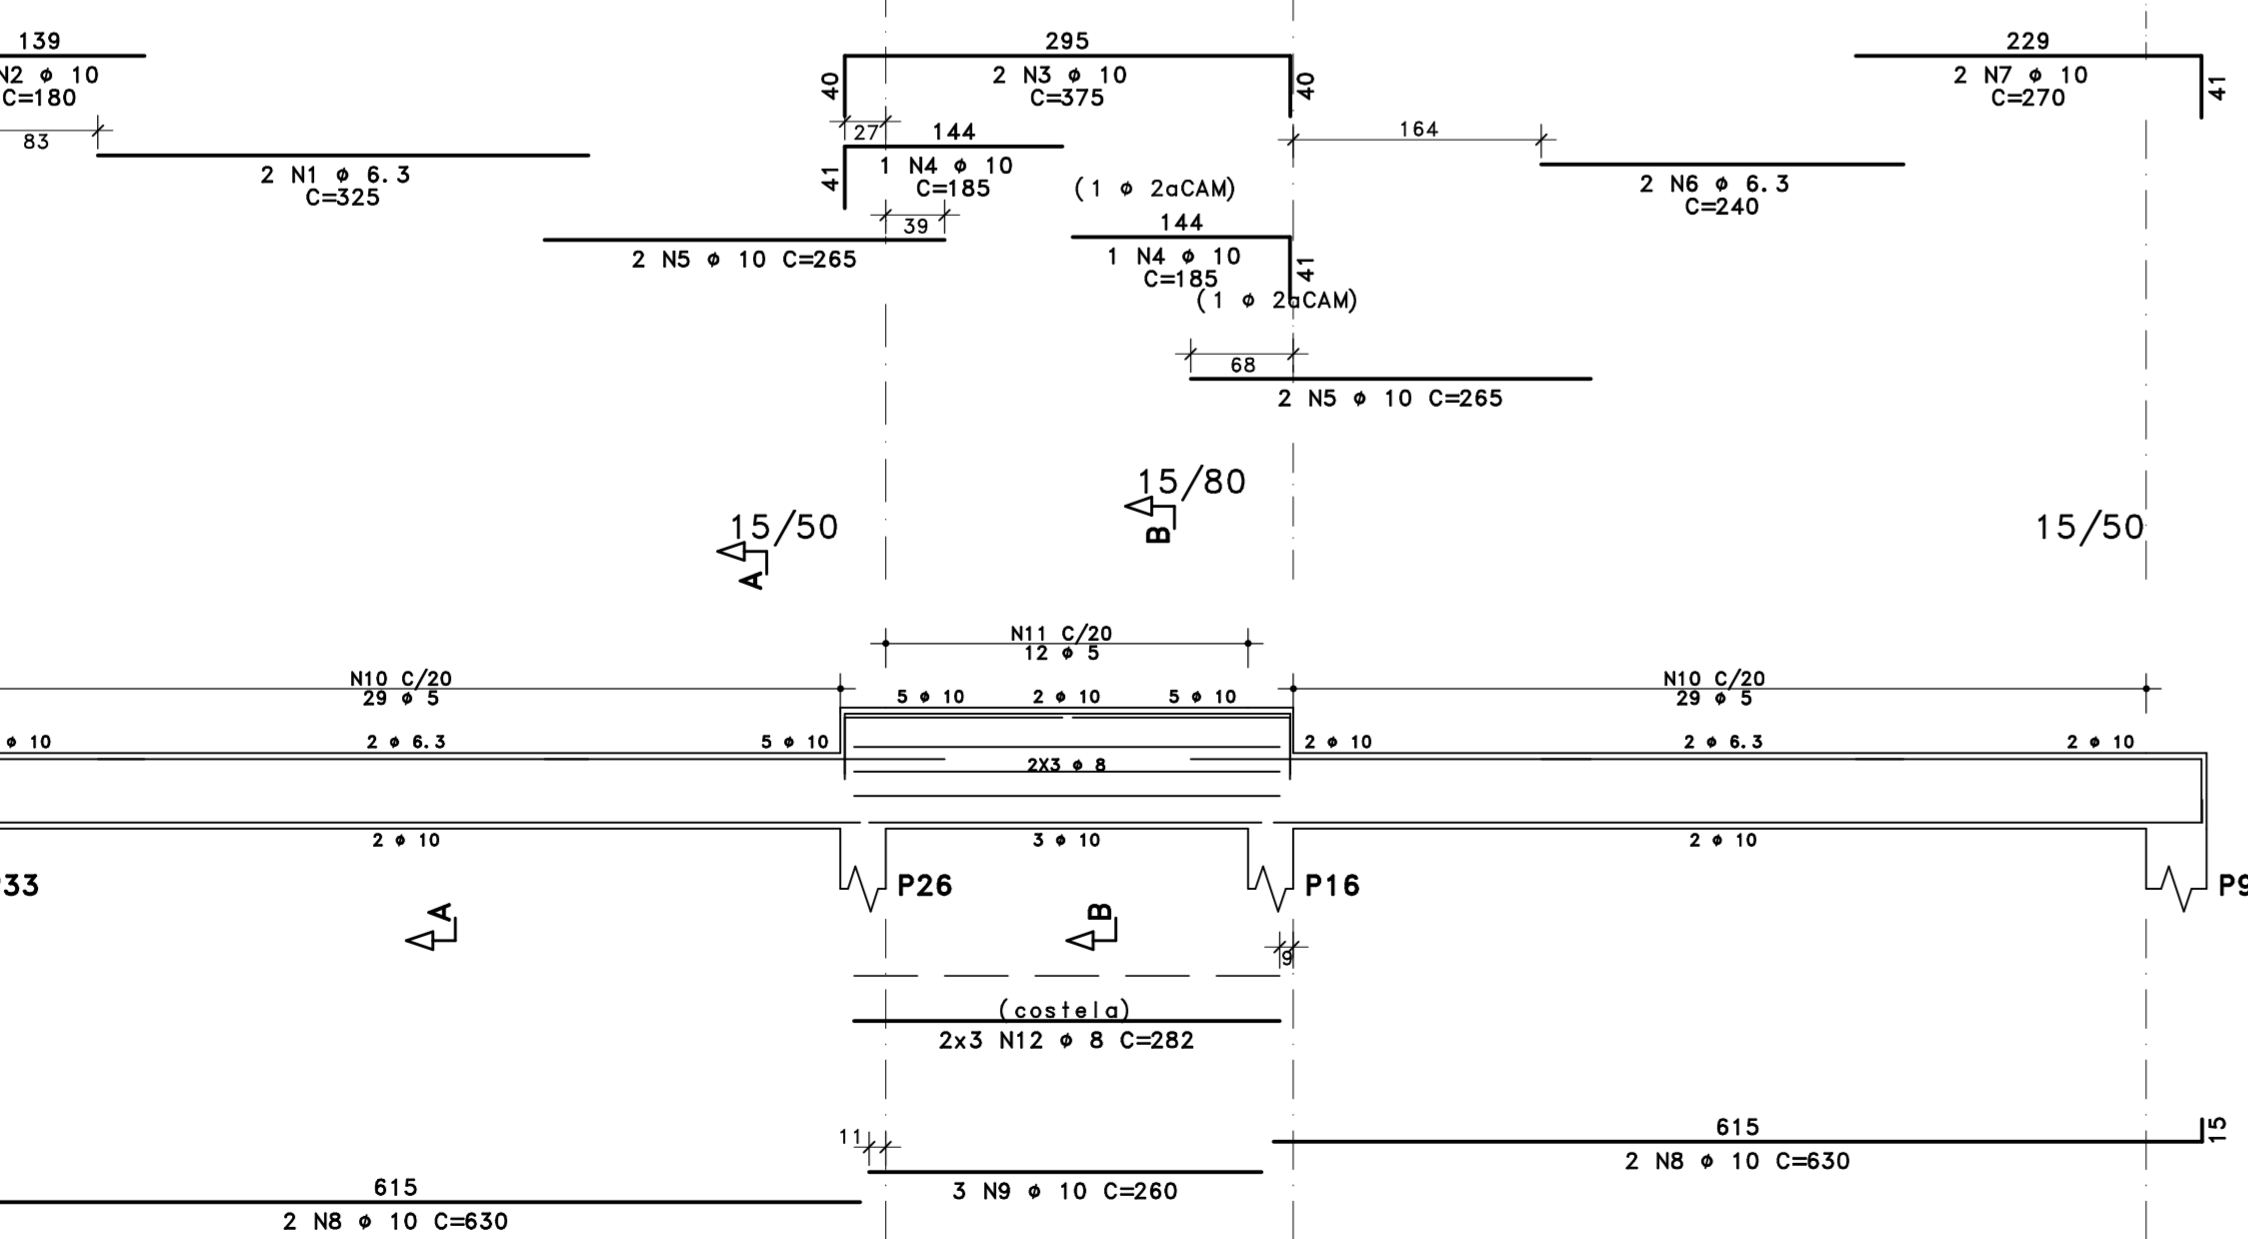 139
N2 ø 10
C=180
83
2 N1 ø 6.3
C=325
295
40
2 N3 ø 10
C=375
40
27
144
41
1 N4 ø 10
C=185
(1 ø 2aCAM)
39
2 N5 ø 10 C=265
144
1 N4 ø 10
C=185
41
(1 ø 2aCAM)
68
2 N5 ø 10 C=265
164
2 N6 ø 6.3
C=240
229
2 N7 ø 10
C=270
41
15/50
A
15/80
B
15/50
N11 C/20
12 ø 5
N10 C/20
29 ø 5
N10 C/20
29 ø 5
5 ø 10
2 ø 10
5 ø 10
ø 10
2 ø 6.3
5 ø 10
2 ø 10
2 ø 6.3
2 ø 10
2X3 ø 8
2 ø 10
3 ø 10
2 ø 10
33
P26
P16
P9
A
B
9
(costela)
2x3 N12 ø 8 C=282
11
3 N9 ø 10 C=260
615
15
2 N8 ø 10 C=630
615
2 N8 ø 10 C=630